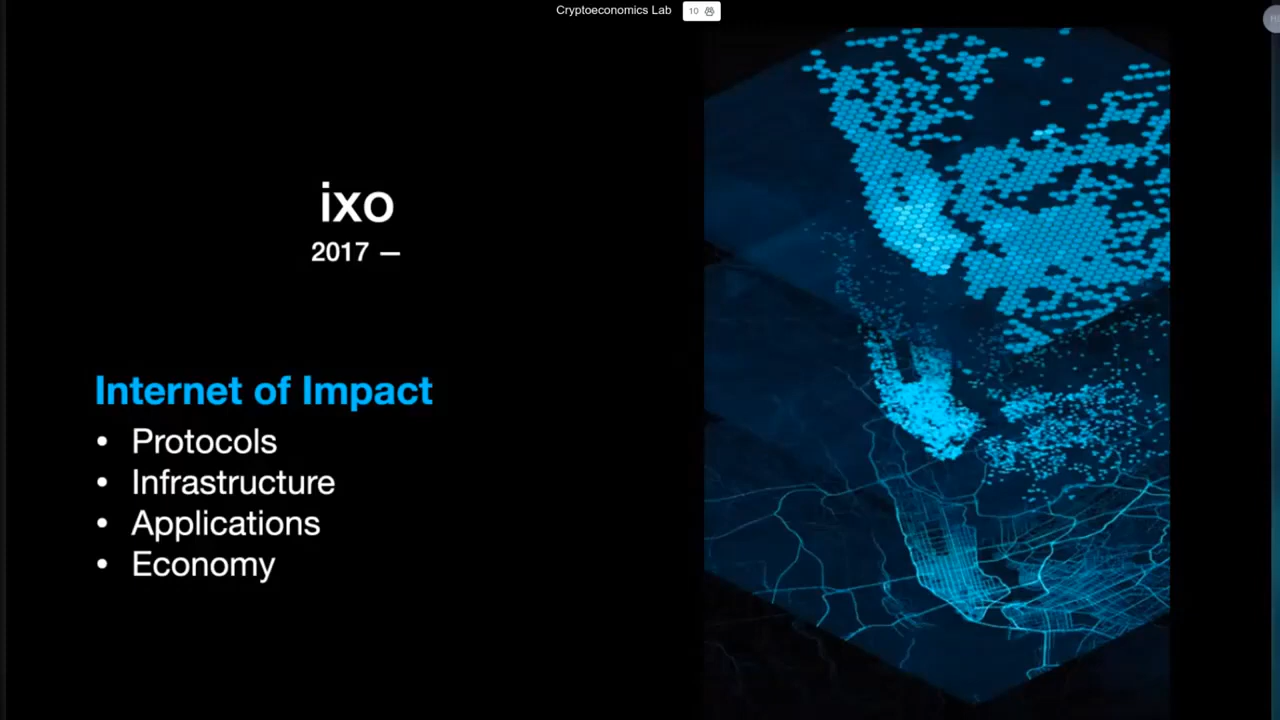 Cryptoeconomics Lab 10
ixo
2017 —
Internet of Impact
• Protocols
• Infrastructure
• Applications
• Economy